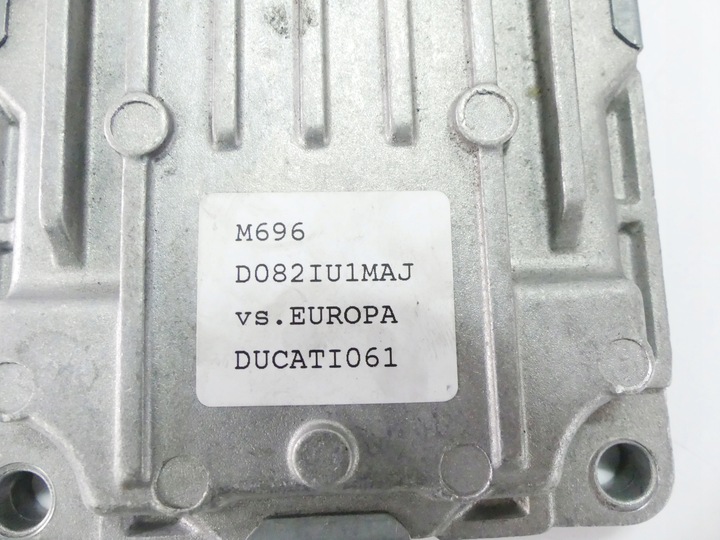 M696
D082IU1MAJ
vs.EUROPA
DUCATI061